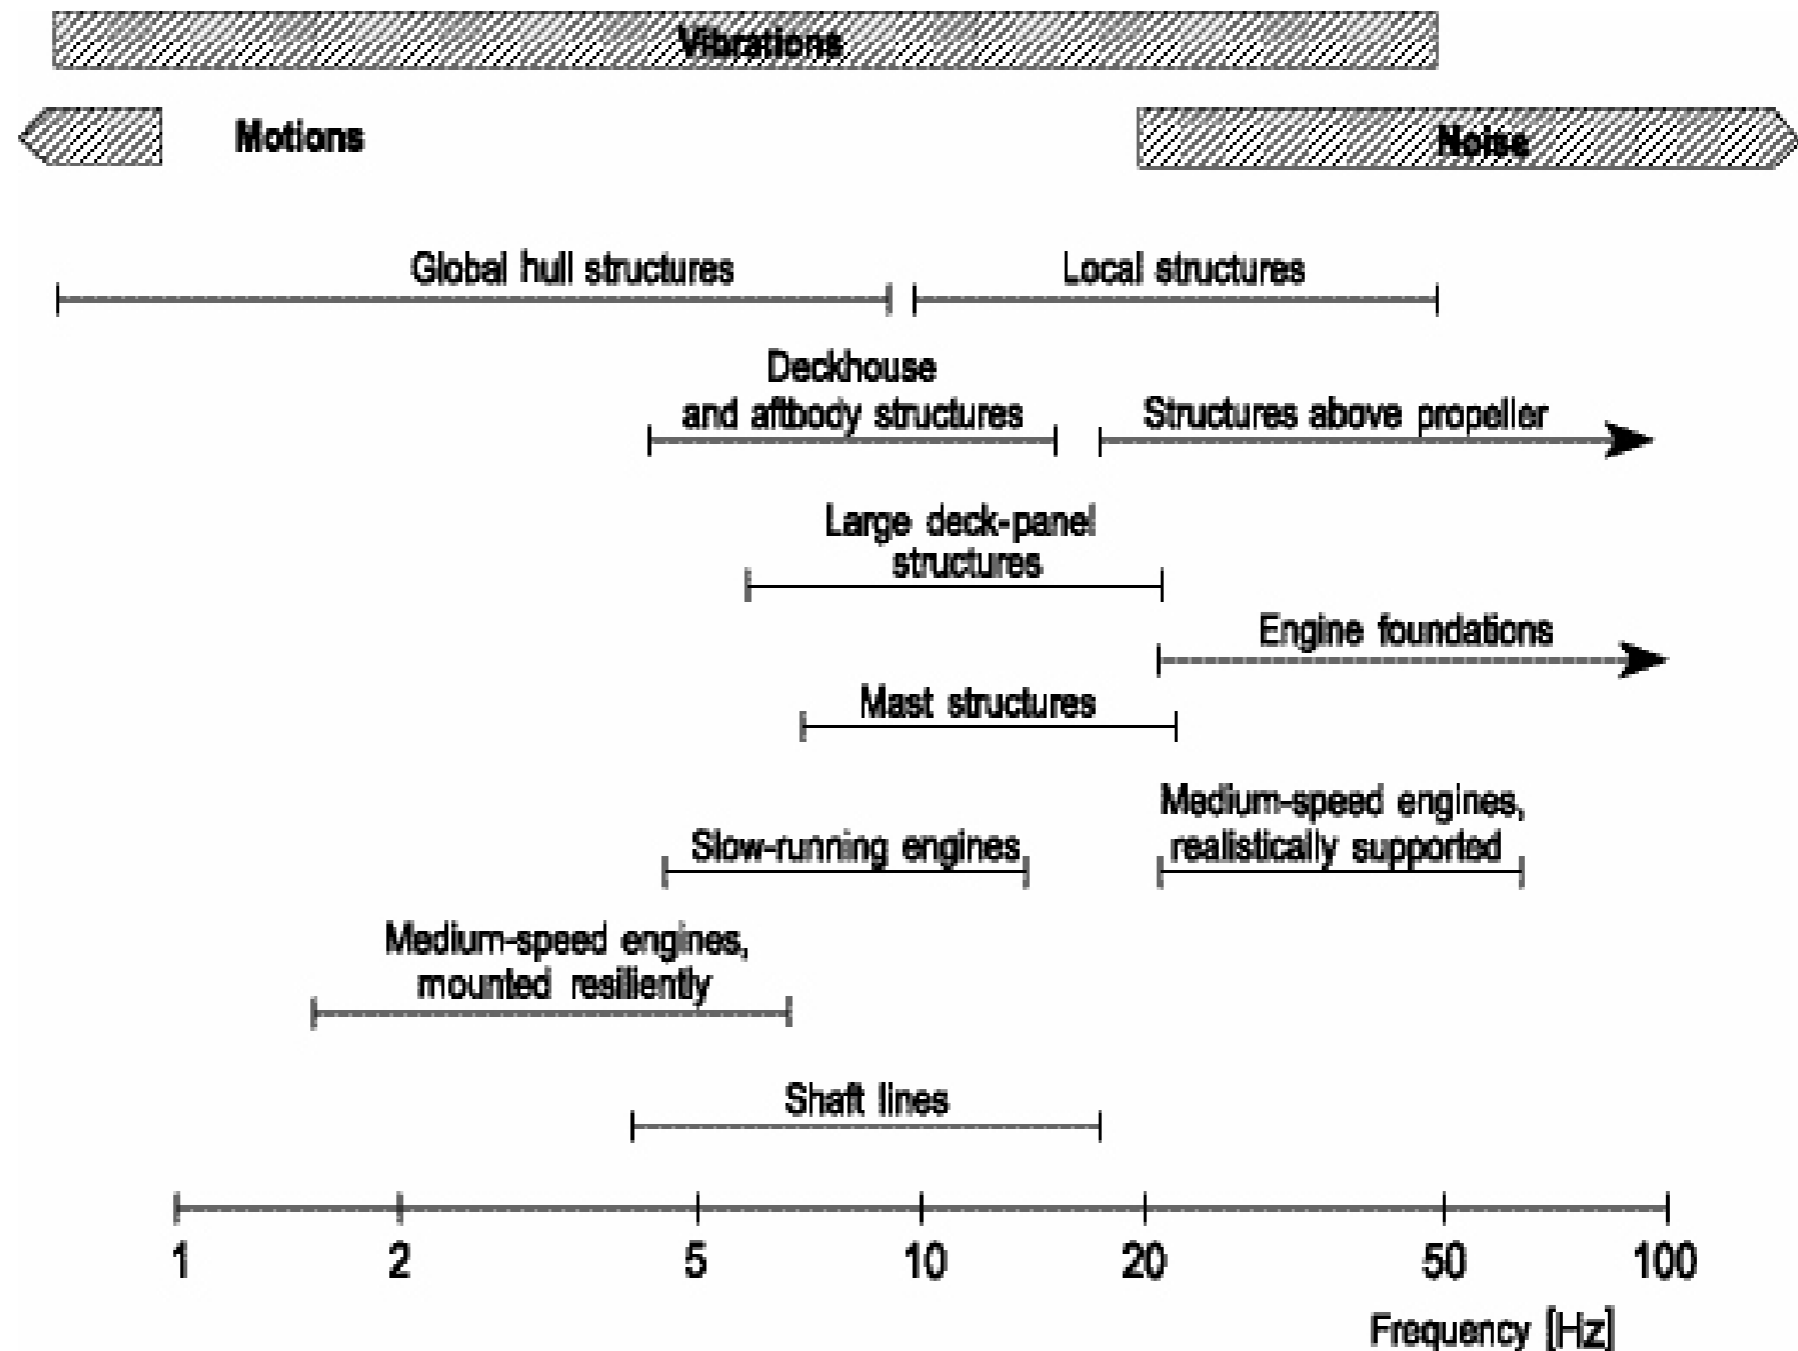 Vibrations
Motions
Noise
Global hull structures
Local structures
Deckhouse
and aftbody structures
Structures above propeller
Large deck-panel
structures
Engine foundations
Mast structures
Medium-speed engines,
realistically supported
Slow-running engines
Medium-speed engines,
mounted resiliently
Shaft lines
1 2 5 10 20 50 100
Frequency [Hz]